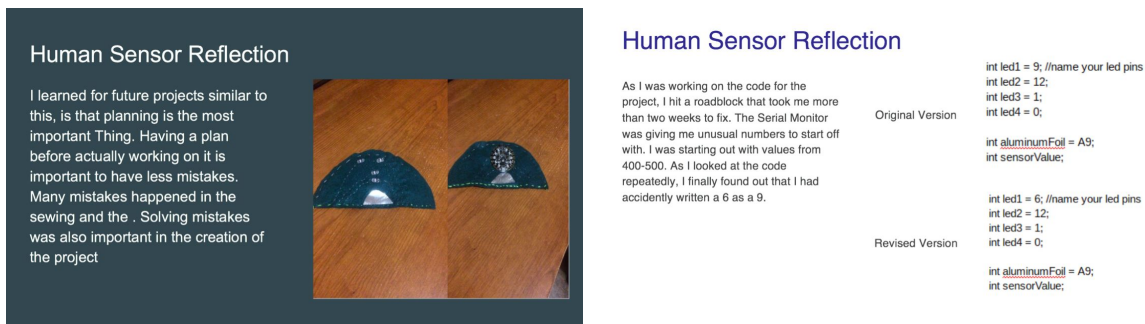 Human Sensor Reflection
I learned for future projects similar to
this, is that planning is the most
important Thing. Having a plan
before actually working on it is
important to have less mistakes.
Many mistakes happened in the
sewing and the . Solving mistakes
was also important in the creation of
the project
Human Sensor Reflection
As I was working on the code for the
project, I hit a roadblock that took me more
than two weeks to fix. The Serial Monitor
was giving me unusual numbers to start off
with. I was starting out with values from
400-500. As I looked at the code
repeatedly, I finally found out that I had
accidently written a 6 as a 9.
Original Version
int led1 = 9; //name your led pins
int led2 = 12;
int led3 = 1;
int led4 = 0;
int aluminumFoil = A9;
int sensorValue;
Revised Version
int led1 = 6; //name your led pins
int led2 = 12;
int led3 = 1;
int led4 = 0;
int aluminumFoil = A9;
int sensorValue;